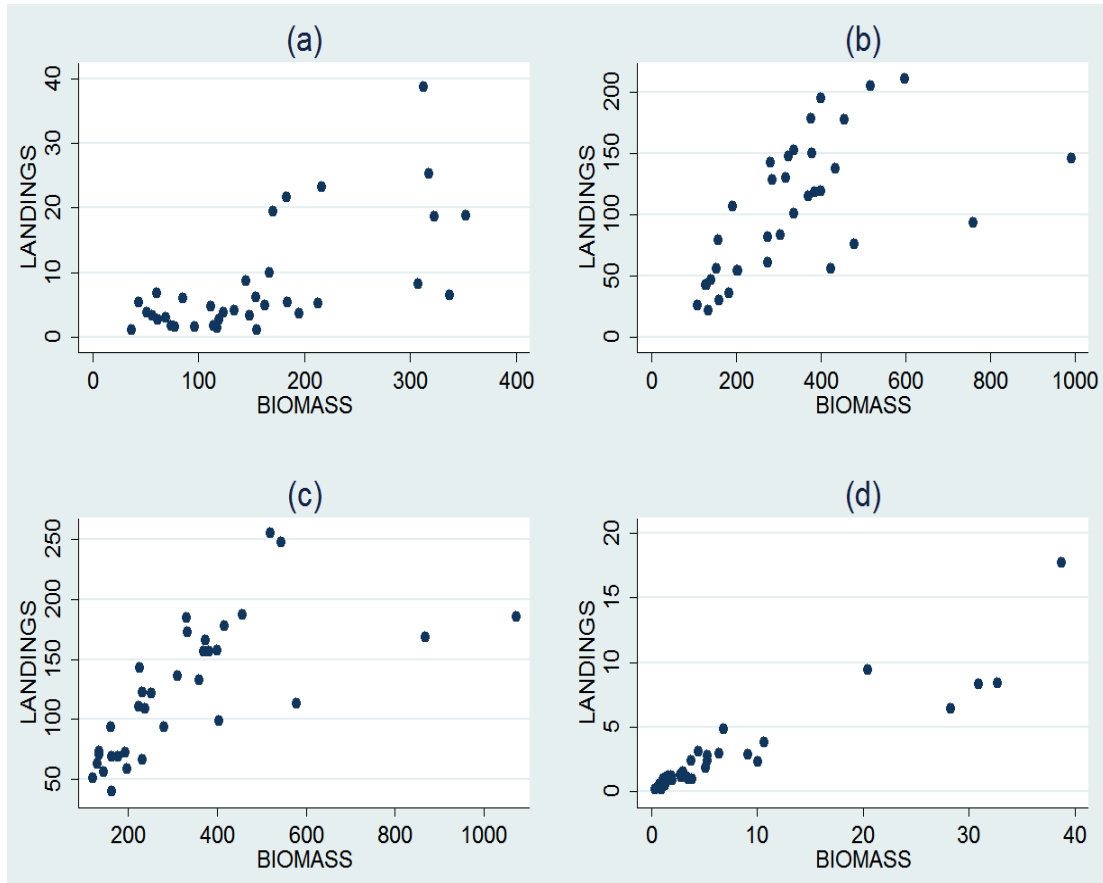 (a)
LANDINGS
0 10 20 30 40
0 100 200 300 400
BIOMASS
(b)
LANDINGS
0 50 100 150 200
0 200 400 600 800 1000
BIOMASS
(c)
LANDINGS
50 100 150 200 250
200 400 600 800 1000
BIOMASS
(d)
LANDINGS
0 5 10 15 20
0 10 20 30 40
BIOMASS